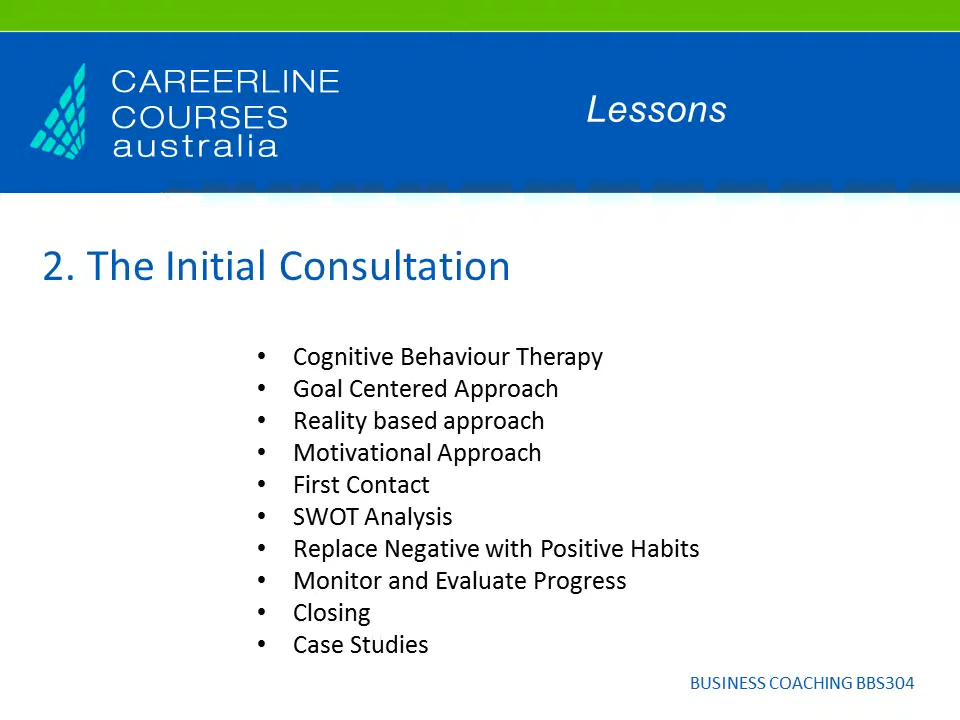 CAREERLINE
COURSES
australia
Lessons
2. The Initial Consultation
• Cognitive Behaviour Therapy
• Goal Centered Approach
• Reality based approach
• Motivational Approach
• First Contact
• SWOT Analysis
• Replace Negative with Positive Habits
• Monitor and Evaluate Progress
• Closing
• Case Studies
BUSINESS COACHING BBS304